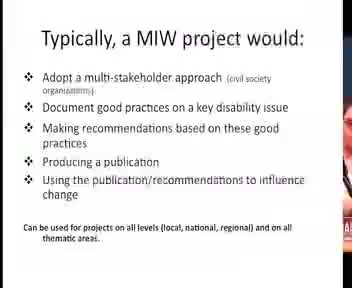 Typically, a MIW project would:
❖ Adopt a multi-stakeholder approach (civil society
organisations)
❖ Document good practices on a key disability issue
❖ Making recommendations based on these good
practices
❖ Producing a publication
❖ Using the publication/recommendations to influence
change
Can be used for projects on all levels (local, national, regional) and on all
thematic areas.